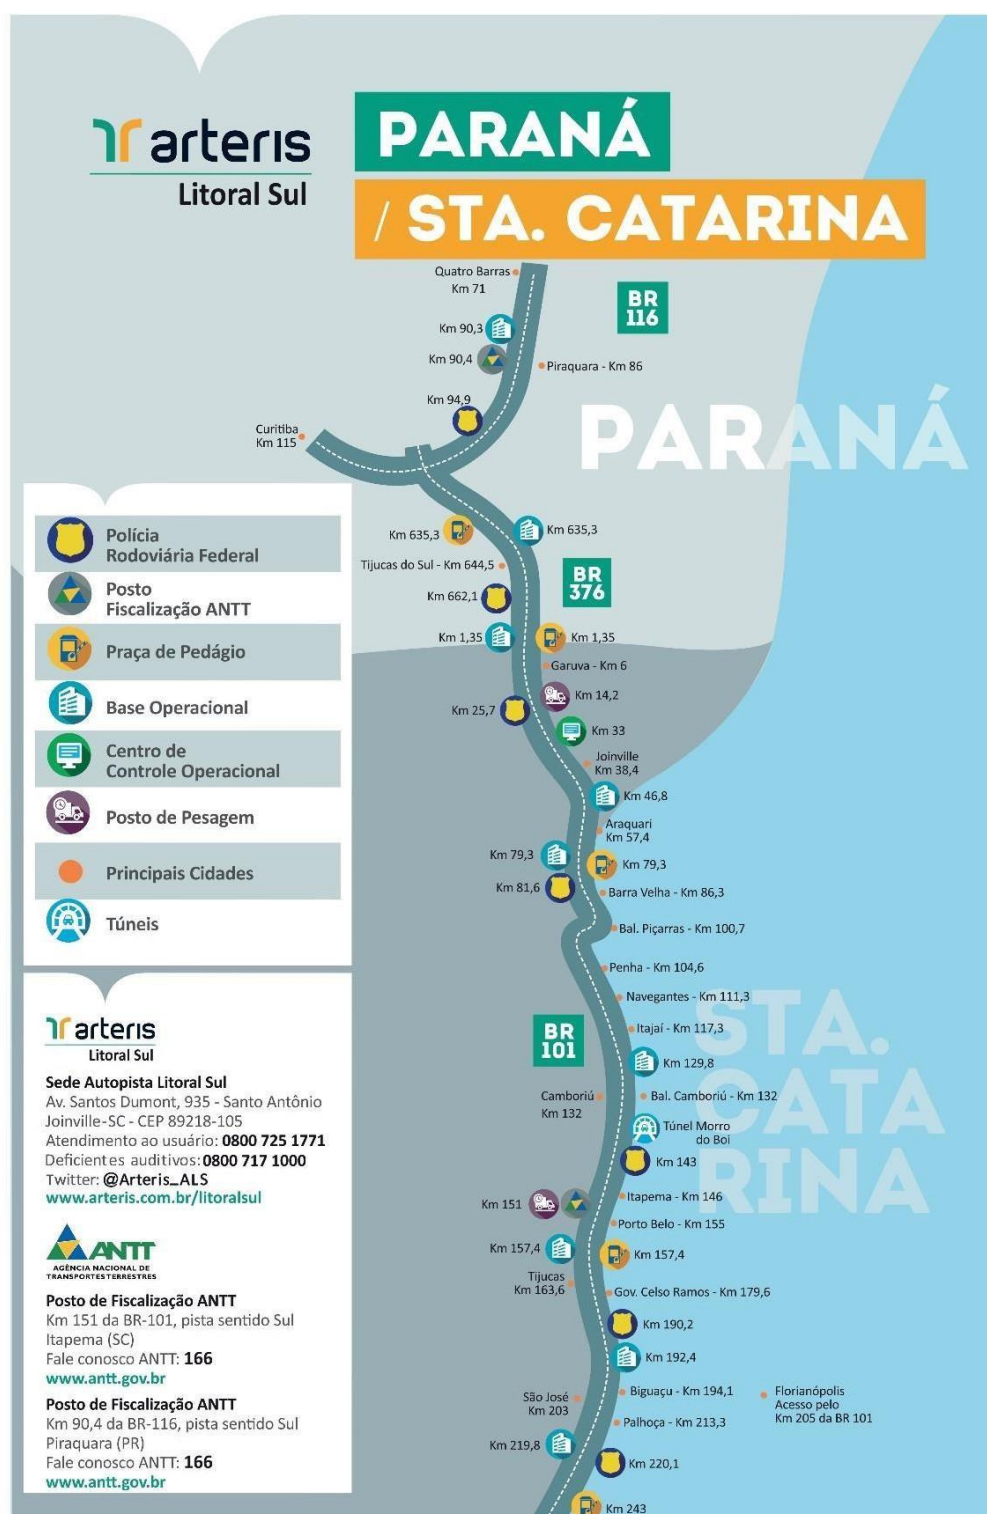 arteris
Litoral Sul
PARANÁ
/ STA. CATARINA
Quatro Barras
Km 71
BR
116
Km 90,3
Km 90,4
Piraquara - Km 86
Km 94,9
Curitiba
Km 115
PARANÁ
Km 635,3
Km 635,3
Tijucas do Sul - Km 644,5
BR
376
Km 662,1
Km 1,35
Km 1,35
Garuva - Km 6
Km 14,2
Km 25,7
Km 33
Joinville
Km 38,4
Km 46,8
Araquari
Km 57,4
Km 79,3
Km 79,3
Km 81,6
Barra Velha - Km 86,3
Bal. Piçarras - Km 100,7
Penha - Km 104,6
Navegantes - Km 111,3
STA.
CATA
RINA
Itajaí - Km 117,3
BR
101
Km 129,8
Camboriú
Km 132
Bal. Camboriú - Km 132
Túnel Morro
do Boi
Km 143
Itapema - Km 146
Km 151
Porto Belo - Km 155
Km 157,4
Km 157,4
Tijucas
Km 163,6
Gov. Celso Ramos - Km 179,6
Km 190,2
Km 192,4
São José
Km 203
Biguaçu - Km 194,1
Florianópolis
Acesso pelo
Km 205 da BR 101
Palhoça - Km 213,3
Km 219,8
Km 220,1
Km 243
Polícia
Rodoviária Federal
Posto
Fiscalização ANTT
Praça de Pedágio
Base Operacional
Centro de
Controle Operacional
Posto de Pesagem
Principais Cidades
Túneis
arteris
Litoral Sul
Sede Autopista Litoral Sul
Av. Santos Dumont, 935 - Santo Antônio
Joinville-SC - CEP 89218-105
Atendimento ao usuário: 0800 725 1771
Deficientes auditivos: 0800 717 1000
Twitter: @Arteris_ALS
www.arteris.com.br/litoralsul
ANTT
AGÊNCIA NACIONAL DE
TRANSPORTES TERRESTRES
Posto de Fiscalização ANTT
Km 151 da BR-101, pista sentido Sul
Itapema (SC)
Fale conosco ANTT: 166
www.antt.gov.br
Posto de Fiscalização ANTT
Km 90,4 da BR-116, pista sentido Sul
Piraquara (PR)
Fale conosco ANTT: 166
www.antt.gov.br